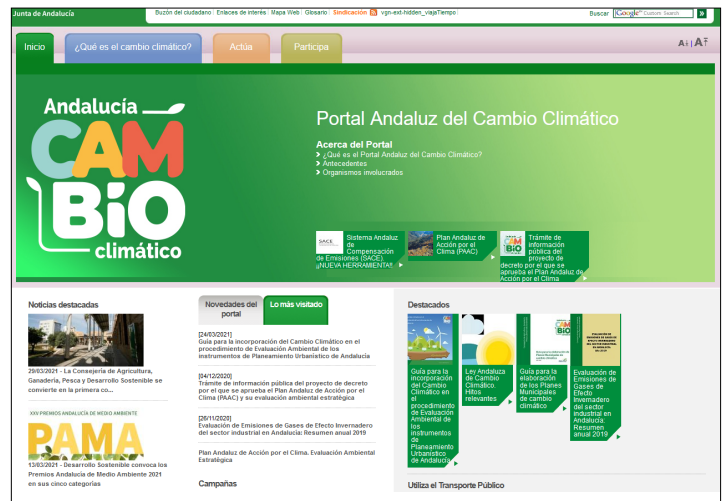 Junta de Andalucía
Buzón del ciudadano | Enlaces de interés | Mapa Web | Glosario | Sindicación | vgn-ext-hidden_viajaTiempo |
Buscar Google Custom Search
Inicio
¿Qué es el cambio climático?
Actúa
Participa
A | A
Andalucía
CAM
BiO
climático
Portal Andaluz del Cambio Climático
Acerca del Portal
¿Qué es el Portal Andaluz del Cambio Climático?
Antecedentes
Organismos involucrados
SACE
Sistema Andaluz
de
Compensación
de Emisiones (SACE).
¡¡NUEVA HERRAMIENTA!!
Plan Andaluz de
Acción por el
Clima (PAAC)
Trámite de
información
pública del
proyecto de
decreto por el que se
aprueba el Plan Andaluz de
Acción por el Clima
Noticias destacadas
29/03/2021 - La Consejería de Agricultura,
Ganadería, Pesca y Desarrollo Sostenible se
convierte en la primera co...
XXV PREMIOS ANDALUCÍA DE MEDIO AMBIENTE
PAMA
13/03/2021 - Desarrollo Sostenible convoca los
Premios Andalucía de Medio Ambiente 2021
en sus cinco categorías
Novedades del
portal
Lo más visitado
[24/03/2021]
Guía para la incorporación del Cambio Climático en el
procedimiento de Evaluación Ambiental de los
instrumentos de Planeamiento Urbanístico de Andalucía
[04/12/2020]
Trámite de información pública del proyecto de decreto
por el que se aprueba el Plan Andaluz de Acción por el
Clima (PAAC) y su evaluación ambiental estratégica
[26/11/2020]
Evaluación de Emisiones de Gases de Efecto Invernadero
del sector industrial en Andalucía: Resumen anual 2019
Plan Andaluz de Acción por el Clima. Evaluación Ambiental
Estratégica
Campañas
Destacados
Guía para la
incorporación
del Cambio
Climático en
el
procedimiento
de Evaluación
Ambiental de
los
instrumentos
de
Planeamiento
Urbanístico
de Andalucía
Ley Andaluza
de Cambio
Climático.
Hitos
relevantes
Guía para la
elaboración
de los Planes
Municipales
de cambio
climático
Evaluación de
Emisiones de
Gases de
Efecto
Invernadero
del sector
industrial en
Andalucía:
Resumen
anual 2019
Utiliza el Transporte Público